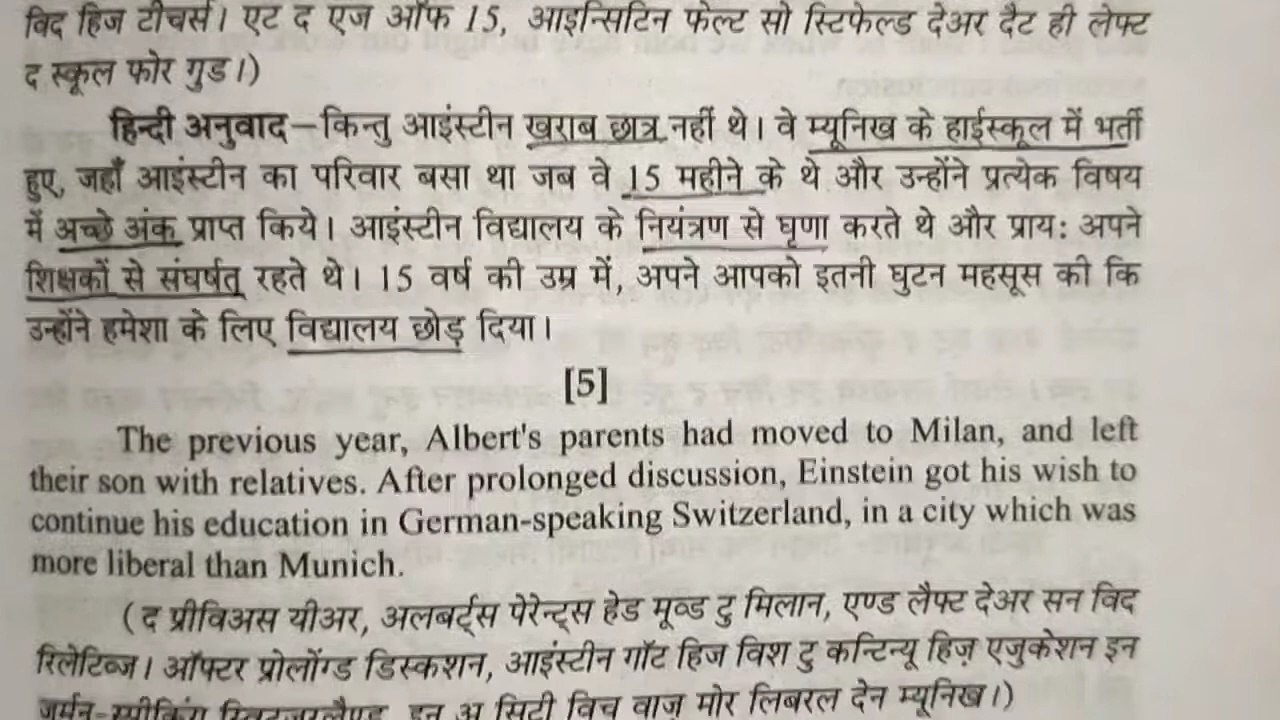 विद हिज टीचर्स। एट द एज ऑफ 15, आइन्सिटिन फेल्ट सो स्टिफेल्ड देअर दैट ही लेफ्ट
द स्कूल फोर गुड।)
हिन्दी अनुवाद–किन्तु आइंस्टीन खराब छात्र नहीं थे। वे म्यूनिख के हाईस्कूल में भर्ती
हुए, जहाँ आइंस्टीन का परिवार बसा था जब वे 15 महीने के थे और उन्होंने प्रत्येक विषय
में अच्छे अंक प्राप्त किये। आइंस्टीन विद्यालय के नियंत्रण से घृणा करते थे और प्राय: अपने
शिक्षकों से संघर्षत् रहते थे। 15 वर्ष की उम्र में, अपने आपको इतनी घुटन महसूस की कि
उन्होंने हमेशा के लिए विद्यालय छोड़ दिया।
[5]
The previous year, Albert's parents had moved to Milan, and left
their son with relatives. After prolonged discussion, Einstein got his wish to
continue his education in German-speaking Switzerland, in a city which was
more liberal than Munich.
(द प्रीविअस यीअर, अलबर्ट्स पेरेन्ट्स हेड मूव्ड टु मिलान, एण्ड लैफ्ट देअर सन विद
रिलेटिव्ज। ऑफ्टर प्रोलोंग्ड डिस्कशन, आइंस्टीन गॉट हिज विश टु कन्टिन्यू हिज़ एजुकेशन इन
जर्मन-स्पीकिंग स्विट्जरलैण्ड, इन अ सिटी विच वाज़ मोर लिबरल देन म्यूनिख।)